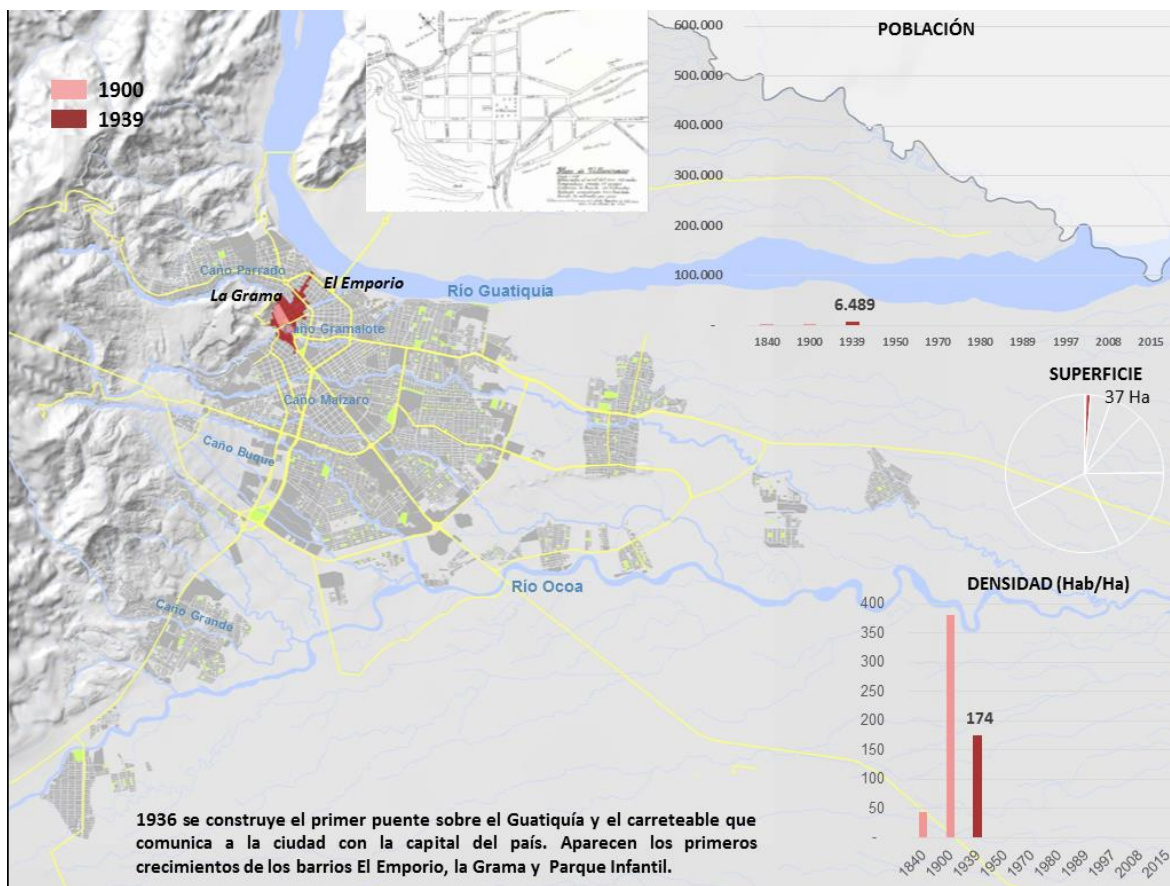 1900
1939
Plan de Villavicencio
POBLACIÓN
600.000
500.000
400.000
300.000
200.000
100.000
-
6.489
1840 1900 1939 1950 1970 1980 1989 1997 2008 2015
Caño Parrado
El Emporio
La Grama
Río Guatiquia
Caño Gramalote
Caño Maizaro
Caño Buque
Río Ocoa
Caño Grande
SUPERFICIE
37 Ha
DENSIDAD (Hab/Ha)
400
350
300
250
200
150
100
50
-
174
1840 1900 1939 1950 1970 1980 1989 1997 2008 2015
1936 se construye el primer puente sobre el Guatiquía y el carreteable que
comunica a la ciudad con la capital del país. Aparecen los primeros
crecimientos de los barrios El Emporio, la Grama y Parque Infantil.